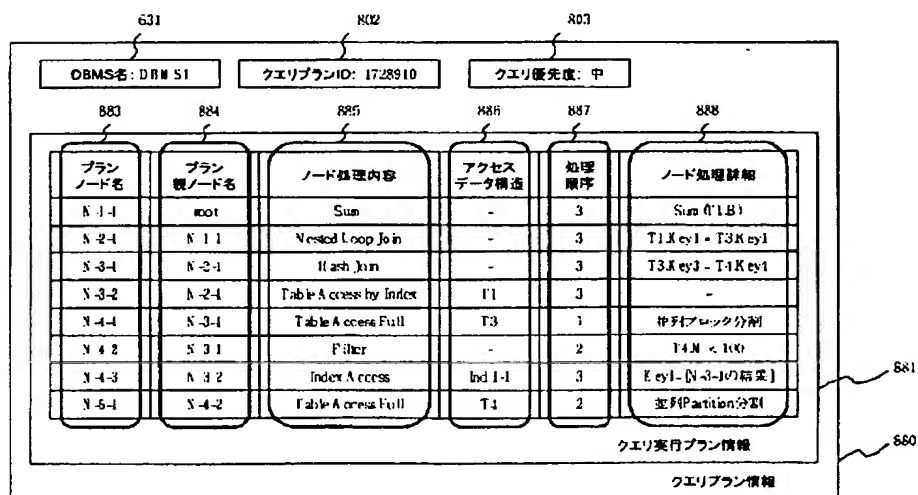 631 802 803
DBMS名: DBMS1 クエリプランID: 1728910 クエリ優先度: 中
883 884 885 886 887 888
プランノード名 プラン親ノード名 ノード処理内容 アクセスデータ構造 処理順序 ノード処理詳細
N-1-1 root Sum - 3 Sum (T1.B)
N-2-1 N-1-1 Nested Loop Join - 3 T1.Key1 = T3.Key1
N-3-1 N-2-1 Hash Join - 3
N-3-2 N-2-1 Table Access by Index T1 3 -
N-4-1 N-3-1 Table Access Full T3 1 並列ブロック分割
N-4-2 N-3-1 Filter - 2 < 100
N-4-3 N-3-2 Index Access Ind 1-1 3 Key1=[N-3-1の結果]
N-5-1 N-4-2 Table Access Full T4 2 並列Partition分割
クエリ実行プラン情報
クエリプラン情報
881
880